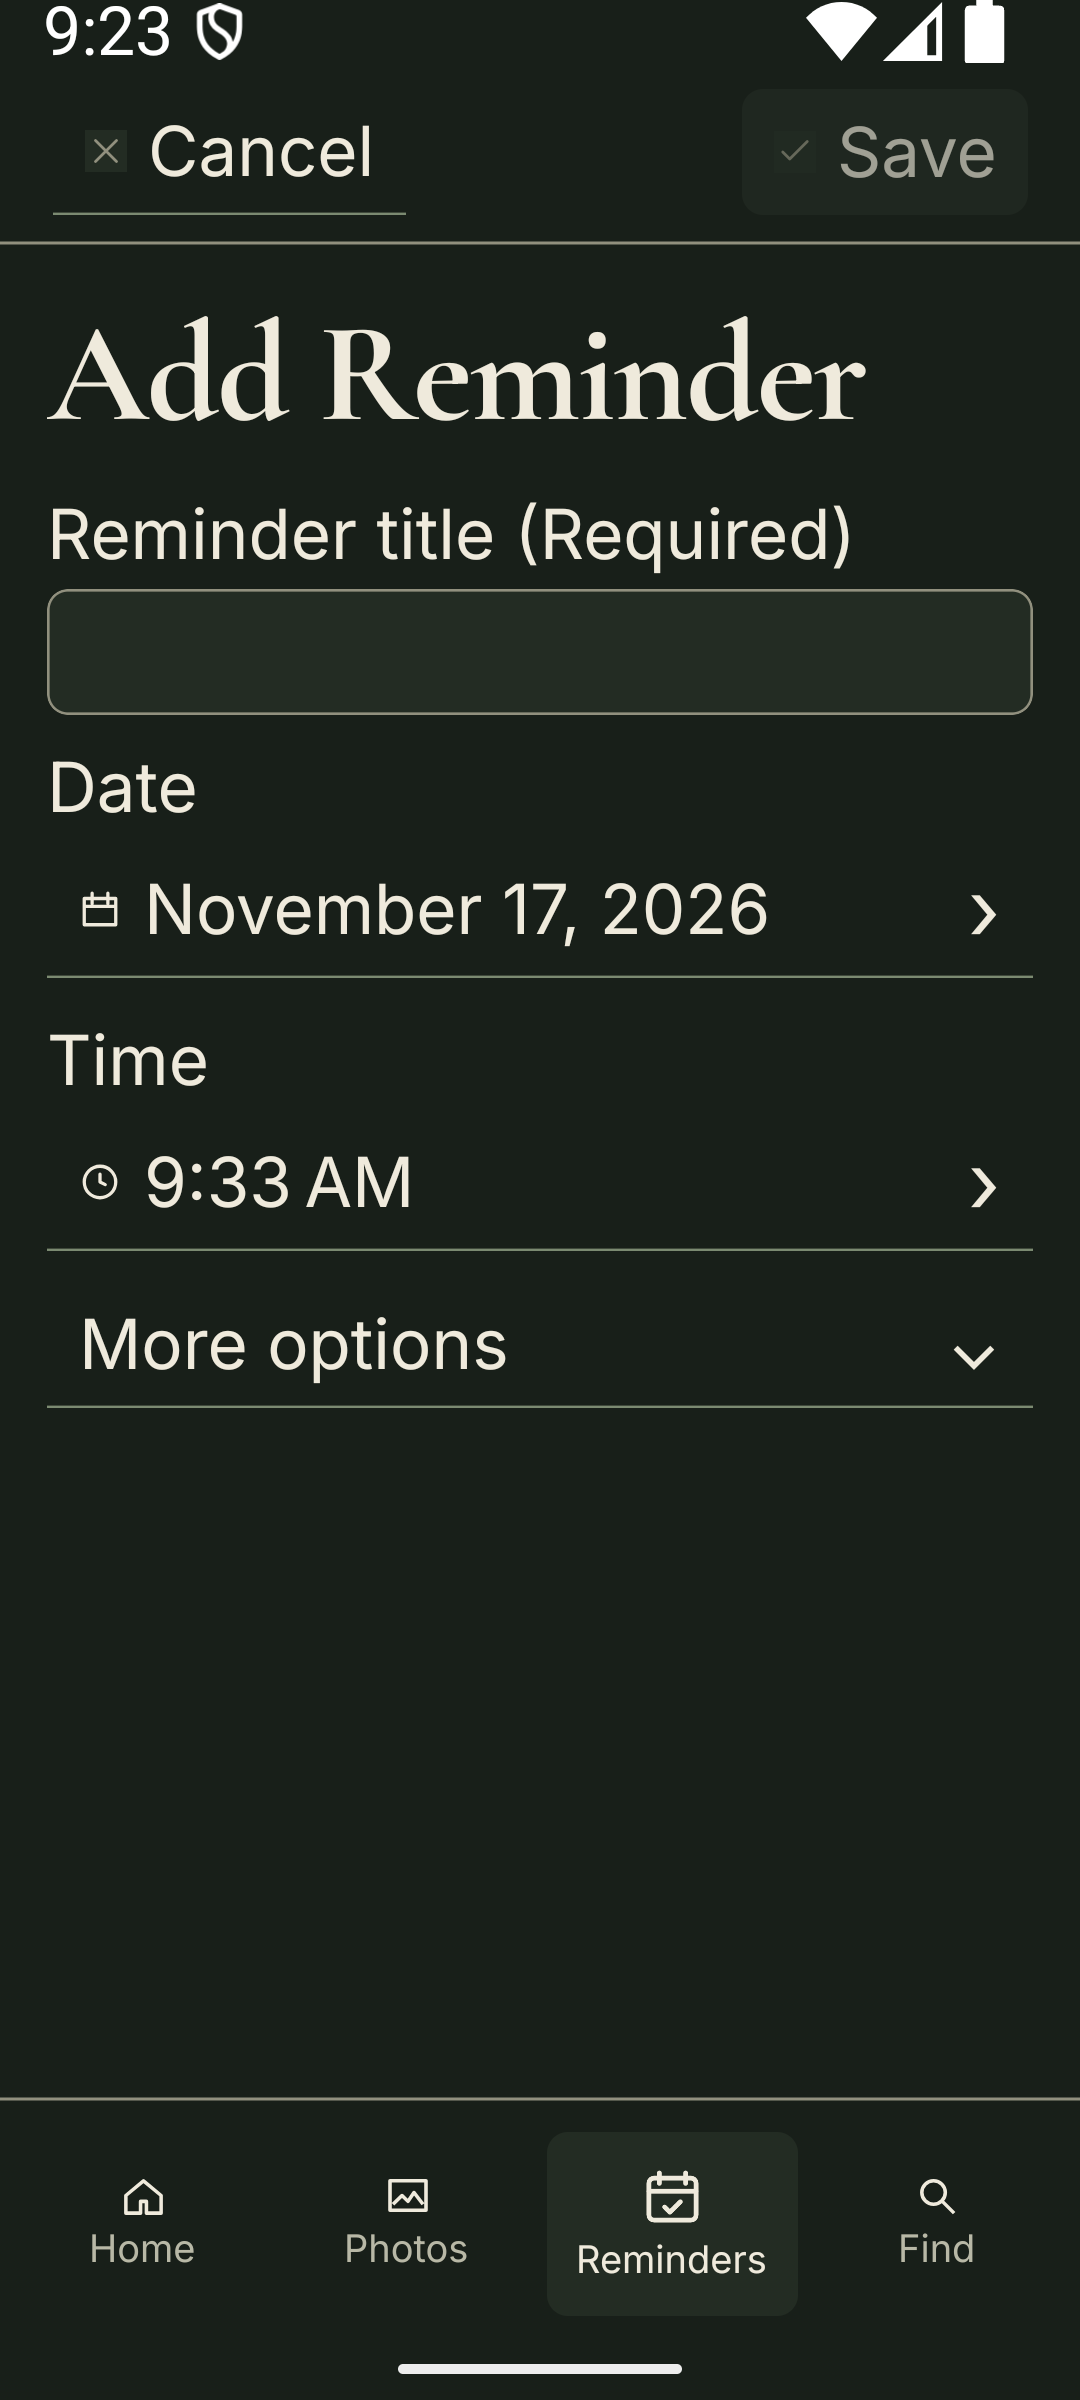 9:23
Cancel
Save
Add Reminder
Reminder title (Required)
Date
November 17, 2026
Time
9:33 AM
More options
Home
Photos
Reminders
Find